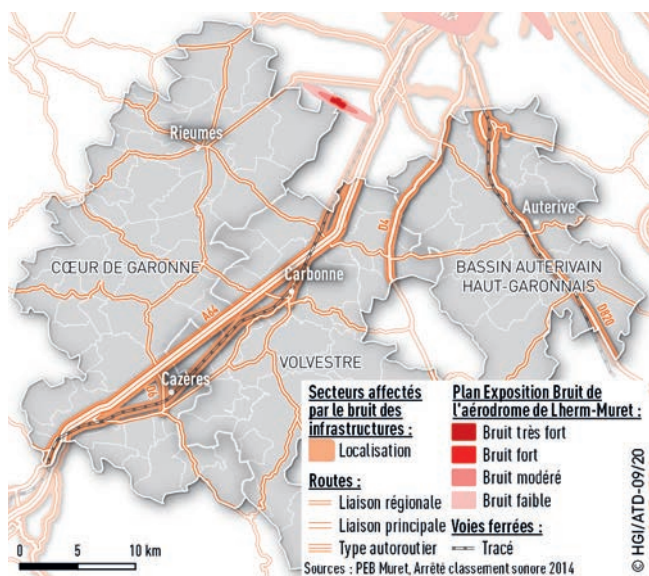 Rieumes
Auterive
D4
CŒUR DE GARONNE
BASSIN AUTERIVAIN
HAUT-GARONNAIS
Carbonne
A64
D820
VOLVESTRE
Cazères
Secteurs affectés
par le bruit des
infrastructures :
Localisation
Routes :
Liaison régionale
Liaison principale
Type autoroutier
Plan Exposition Bruit de
l'aérodrome de Lherm-Muret :
Bruit très fort
Bruit fort
Bruit modéré
Bruit faible
Voies ferrées :
Tracé
0 5 10 km
Sources : PEB Muret, Arrêté classement sonore 2014
© HGI/ATD-09/20